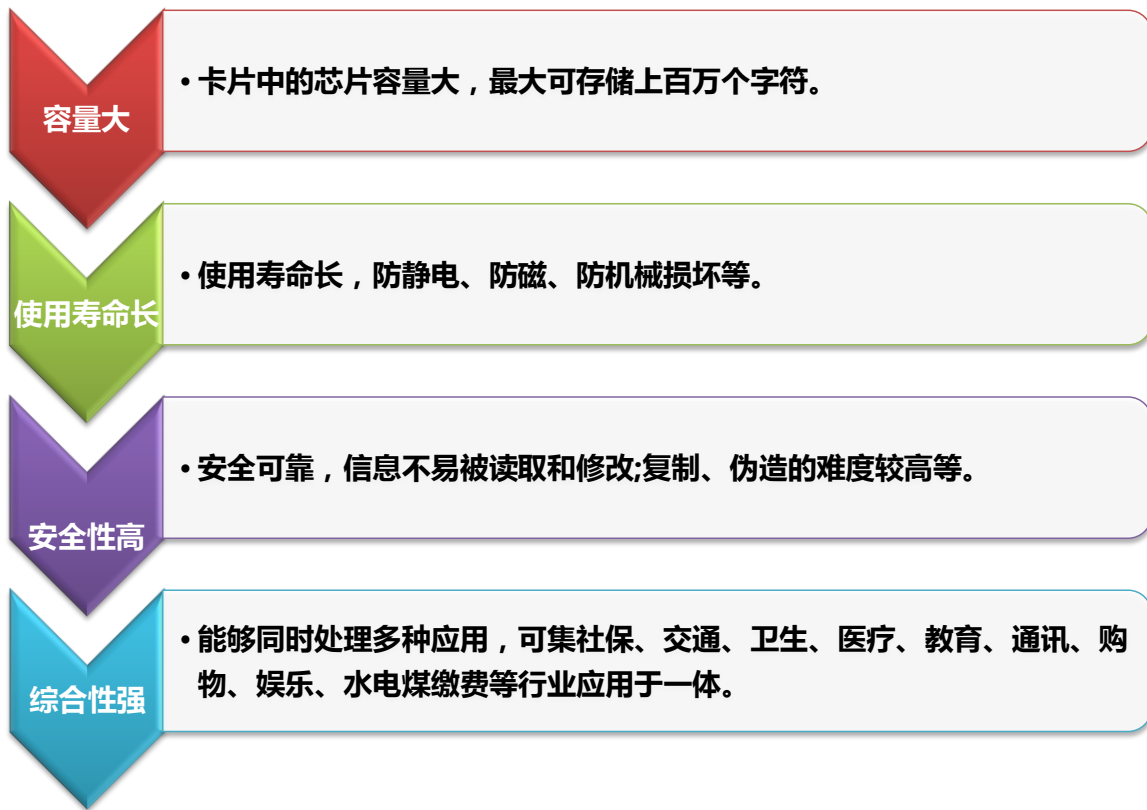 容量大
• 卡片中的芯片容量大，最大可存储上百万个字符。
使用寿命长
• 使用寿命长，防静电、防磁、防机械损坏等。
安全性高
• 安全可靠，信息不易被读取和修改;复制、伪造的难度较高等。
综合性强
• 能够同时处理多种应用，可集社保、交通、卫生、医疗、教育、通讯、购
物、娱乐、水电煤缴费等行业应用于一体。